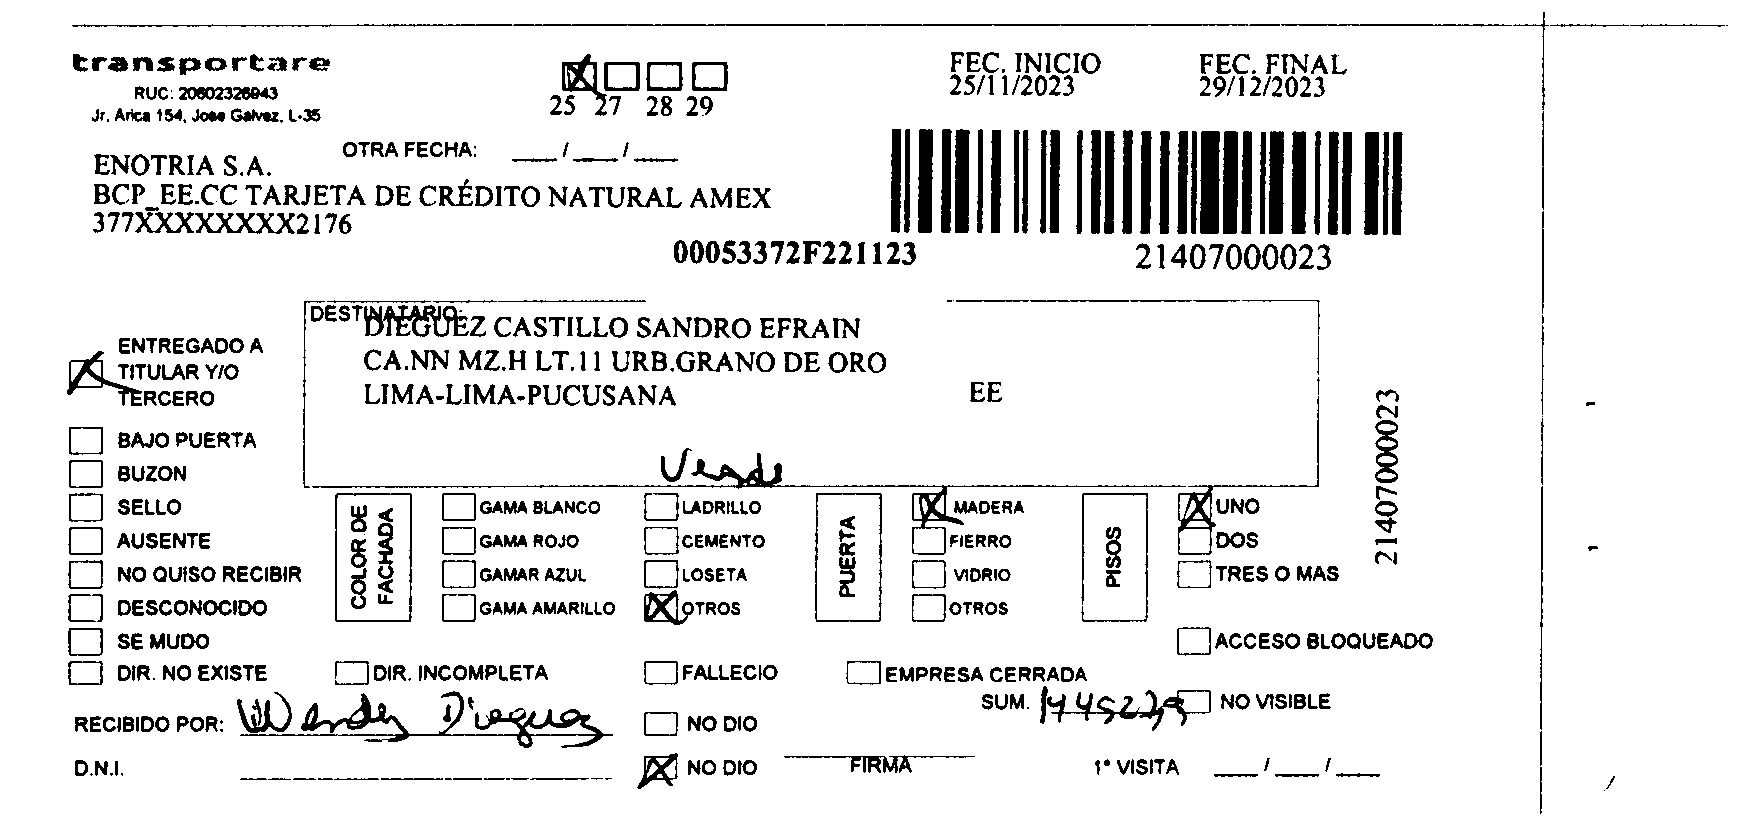 transportare
RUC: 20602326943
Jr. Arica 154, Jose Galvez, L-35
25 27 28 29
FEC. INICIO
25/11/2023
FEC. FINAL
29/12/2023
OTRA FECHA: ___/___/___
ENOTRIA S.A.
BCP_EE.CC TARJETA DE CRÉDITO NATURAL AMEX
377XXXXXXXX2176
00053372F221123
21407000023
DESTINATARIO:
DIEGUEZ CASTILLO SANDRO EFRAIN
CA.NN MZ.H LT.11 URB.GRANO DE ORO
LIMA-LIMA-PUCUSANA EE
21407000023
ENTREGADO A
TITULAR Y/O
TERCERO
BAJO PUERTA
BUZON
SELLO
AUSENTE
NO QUISO RECIBIR
DESCONOCIDO
SE MUDO
DIR. NO EXISTE
Verde
COLOR DE
FACHADA
GAMA BLANCO
GAMA ROJO
GAMAR AZUL
GAMA AMARILLO
LADRILLO
CEMENTO
LOSETA
OTROS
PUERTA
MADERA
FIERRO
VIDRIO
OTROS
PISOS
UNO
DOS
TRES O MAS
ACCESO BLOQUEADO
DIR. INCOMPLETA
FALLECIO
EMPRESA CERRADA
SUM.
NO VISIBLE
RECIBIDO POR: Wendy Dieguez
NO DIO
D.N.I.
NO DIO
FIRMA
1° VISITA ___/___/___